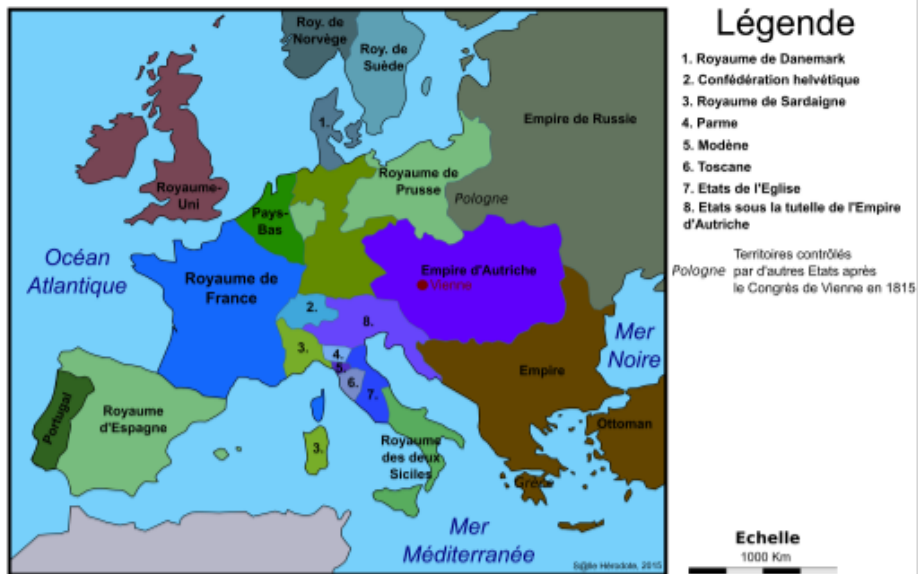 Roy. de
Norvège
Roy. de
Suède
1.
Empire de Russie
Royaume de
Prusse
Pologne
Royaume-
Uni
Pays-
Bas
Océan
Atlantique
Royaume de
France
Empire d'Autriche
Vienne
2.
8.
3.
4.
5.
6.
7.
Mer
Noire
Empire
Ottoman
Portugal
Royaume
d'Espagne
3.
Royaume
des deux
Siciles
Grèce
Mer
Méditerranée
S@lie Hérodote, 2015
Légende
1. Royaume de Danemark
2. Confédération helvétique
3. Royaume de Sardaigne
4. Parme
5. Modène
6. Toscane
7. Etats de l'Eglise
8. Etats sous la tutelle de l'Empire
d'Autriche
Pologne
Territoires contrôlés
par d'autres Etats après
le Congrès de Vienne en 1815
Echelle
1000 Km